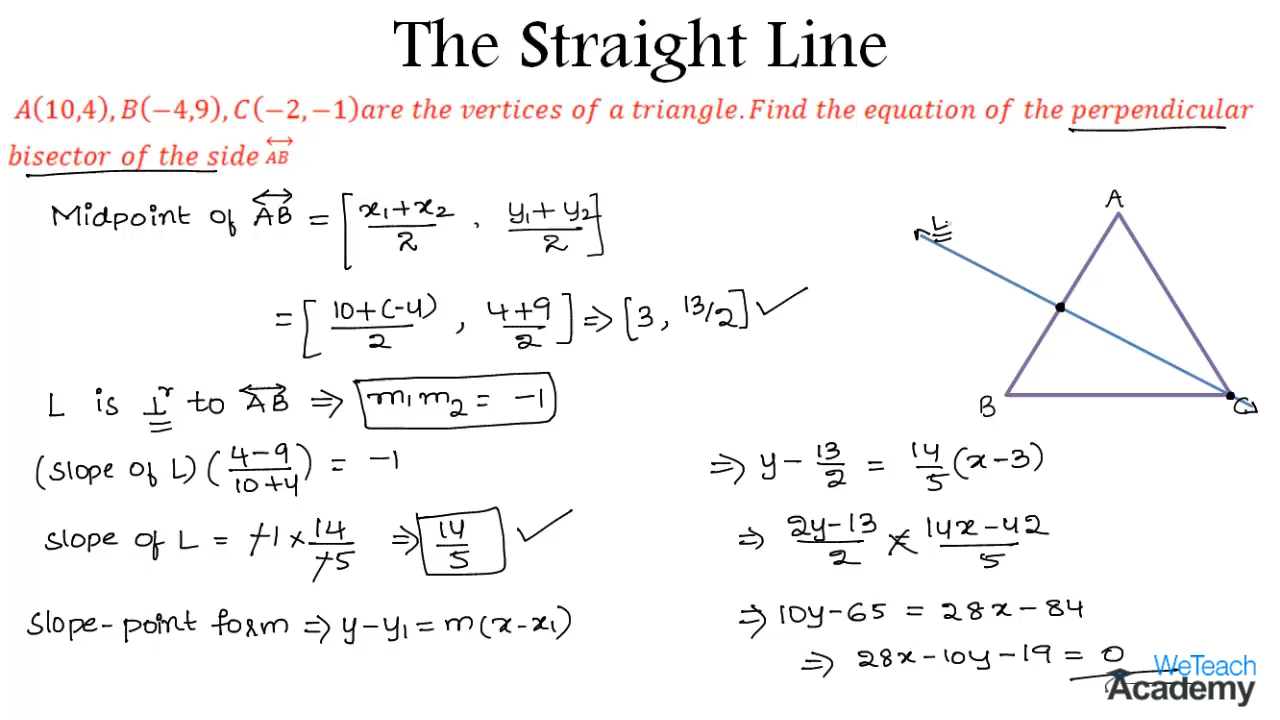 The Straight Line
A(10,4), B(−4,9), C(−2,−1)are the vertices of a triangle.Find the equation of the perpendicular
bisector of the side AB↔
Midpoint of AB↔ = [ (x₁+x₂)/2 , (y₁+y₂)/2 ]
= [ (10+(-4))/2 , (4+9)/2 ] ⇒ [3, 13/2] ✓
L is ⊥ʳ to AB↔ ⇒ m₁m₂ = −1
(slope of L) ( (4−9)/(10+4) ) = −1
slope of L = −1 × 14/−5 ⇒ 14/5 ✓
slope-point form ⇒ y−y₁ = m(x−x₁)
A
L
B
C
⇒ y − 13/2 = 14/5 (x−3)
⇒ (2y−13)/2 = (14x−42)/5
⇒ 10y−65 = 28x−84
⇒ 28x−10y−19 = 0
WeTeach
Academy